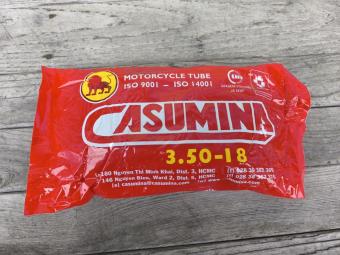 MOTORCYCLE TUBE
ISO 9001 - ISO 14001
CASUMINA
3.50-18
180 Nguyen Thi Minh Khai, Dist. 3, HCMC
146 Nguyen Bieu, Ward 2, Dist. 5, HCMC
(e) casumina@casumina.com